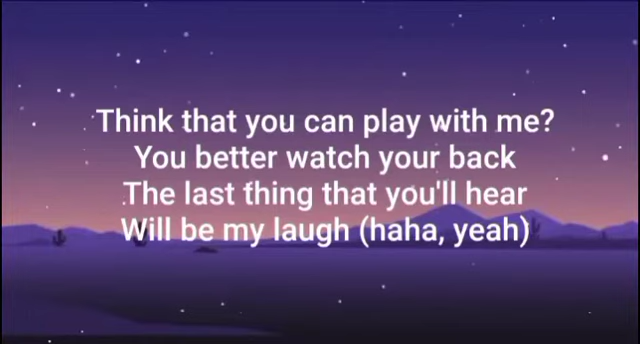 Think that you can play with me?
You better watch your back
The last thing that you'll hear
Will be my laugh (haha, yeah)